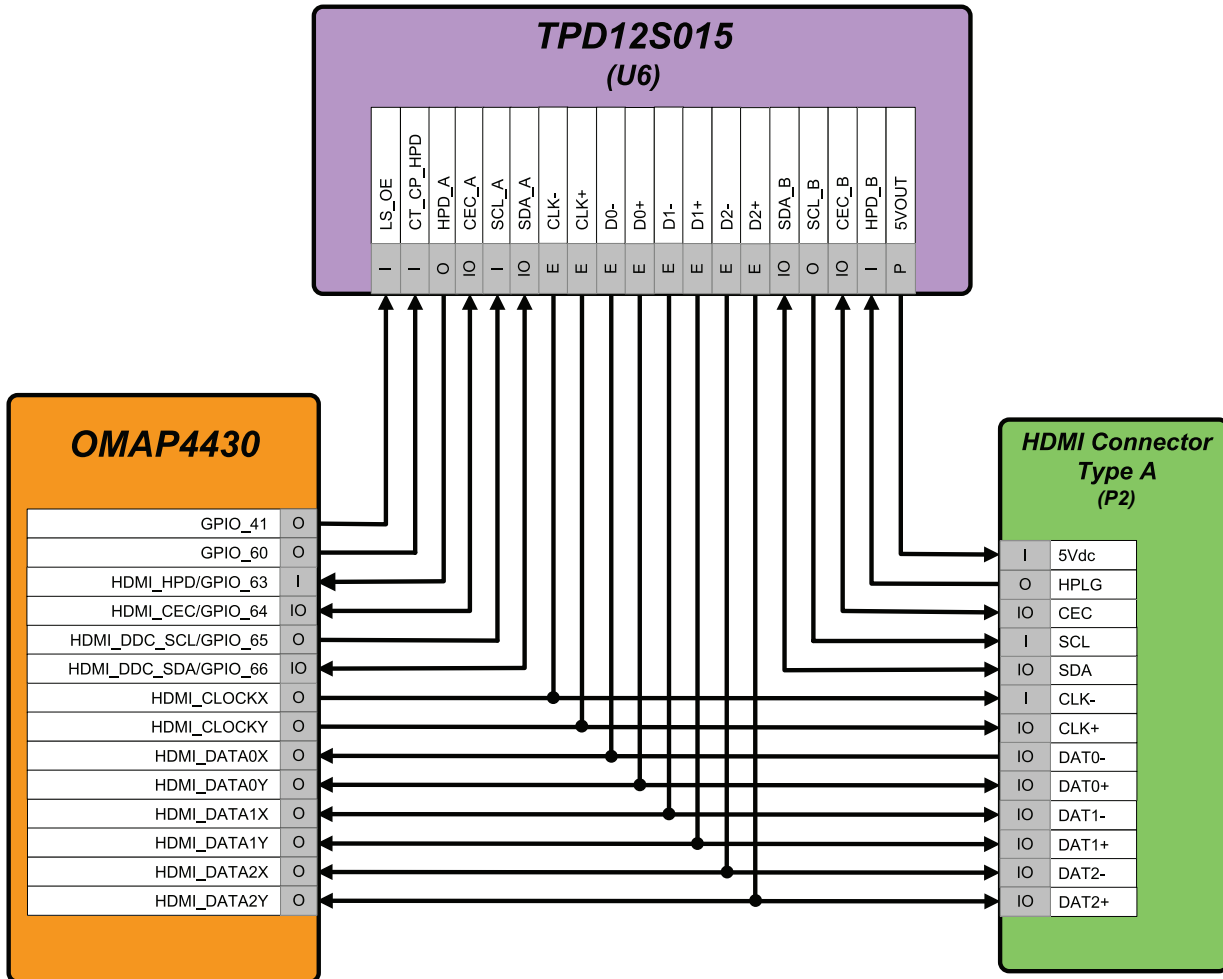 TPD12S015
(U6)
LS_OE
CT_CP_HPD
HPD_A
CEC_A
SCL_A
SDA_A
CLK-
CLK+
D0-
D0+
D1-
D1+
D2-
D2+
SDA_B
SCL_B
CEC_B
HPD_B
5VOUT
I
I
O
IO
I
IO
E
E
E
E
E
E
E
E
IO
O
IO
I
P
OMAP4430
GPIO_41 O
GPIO_60 O
HDMI_HPD/GPIO_63 I
HDMI_CEC/GPIO_64 IO
HDMI_DDC_SCL/GPIO_65 O
HDMI_DDC_SDA/GPIO_66 IO
HDMI_CLOCKX O
HDMI_CLOCKY O
HDMI_DATA0X O
HDMI_DATA0Y O
HDMI_DATA1X O
HDMI_DATA1Y O
HDMI_DATA2X O
HDMI_DATA2Y O
HDMI Connector
Type A
(P2)
I 5Vdc
O HPLG
IO CEC
I SCL
IO SDA
I CLK-
IO CLK+
IO DAT0-
IO DAT0+
IO DAT1-
IO DAT1+
IO DAT2-
IO DAT2+